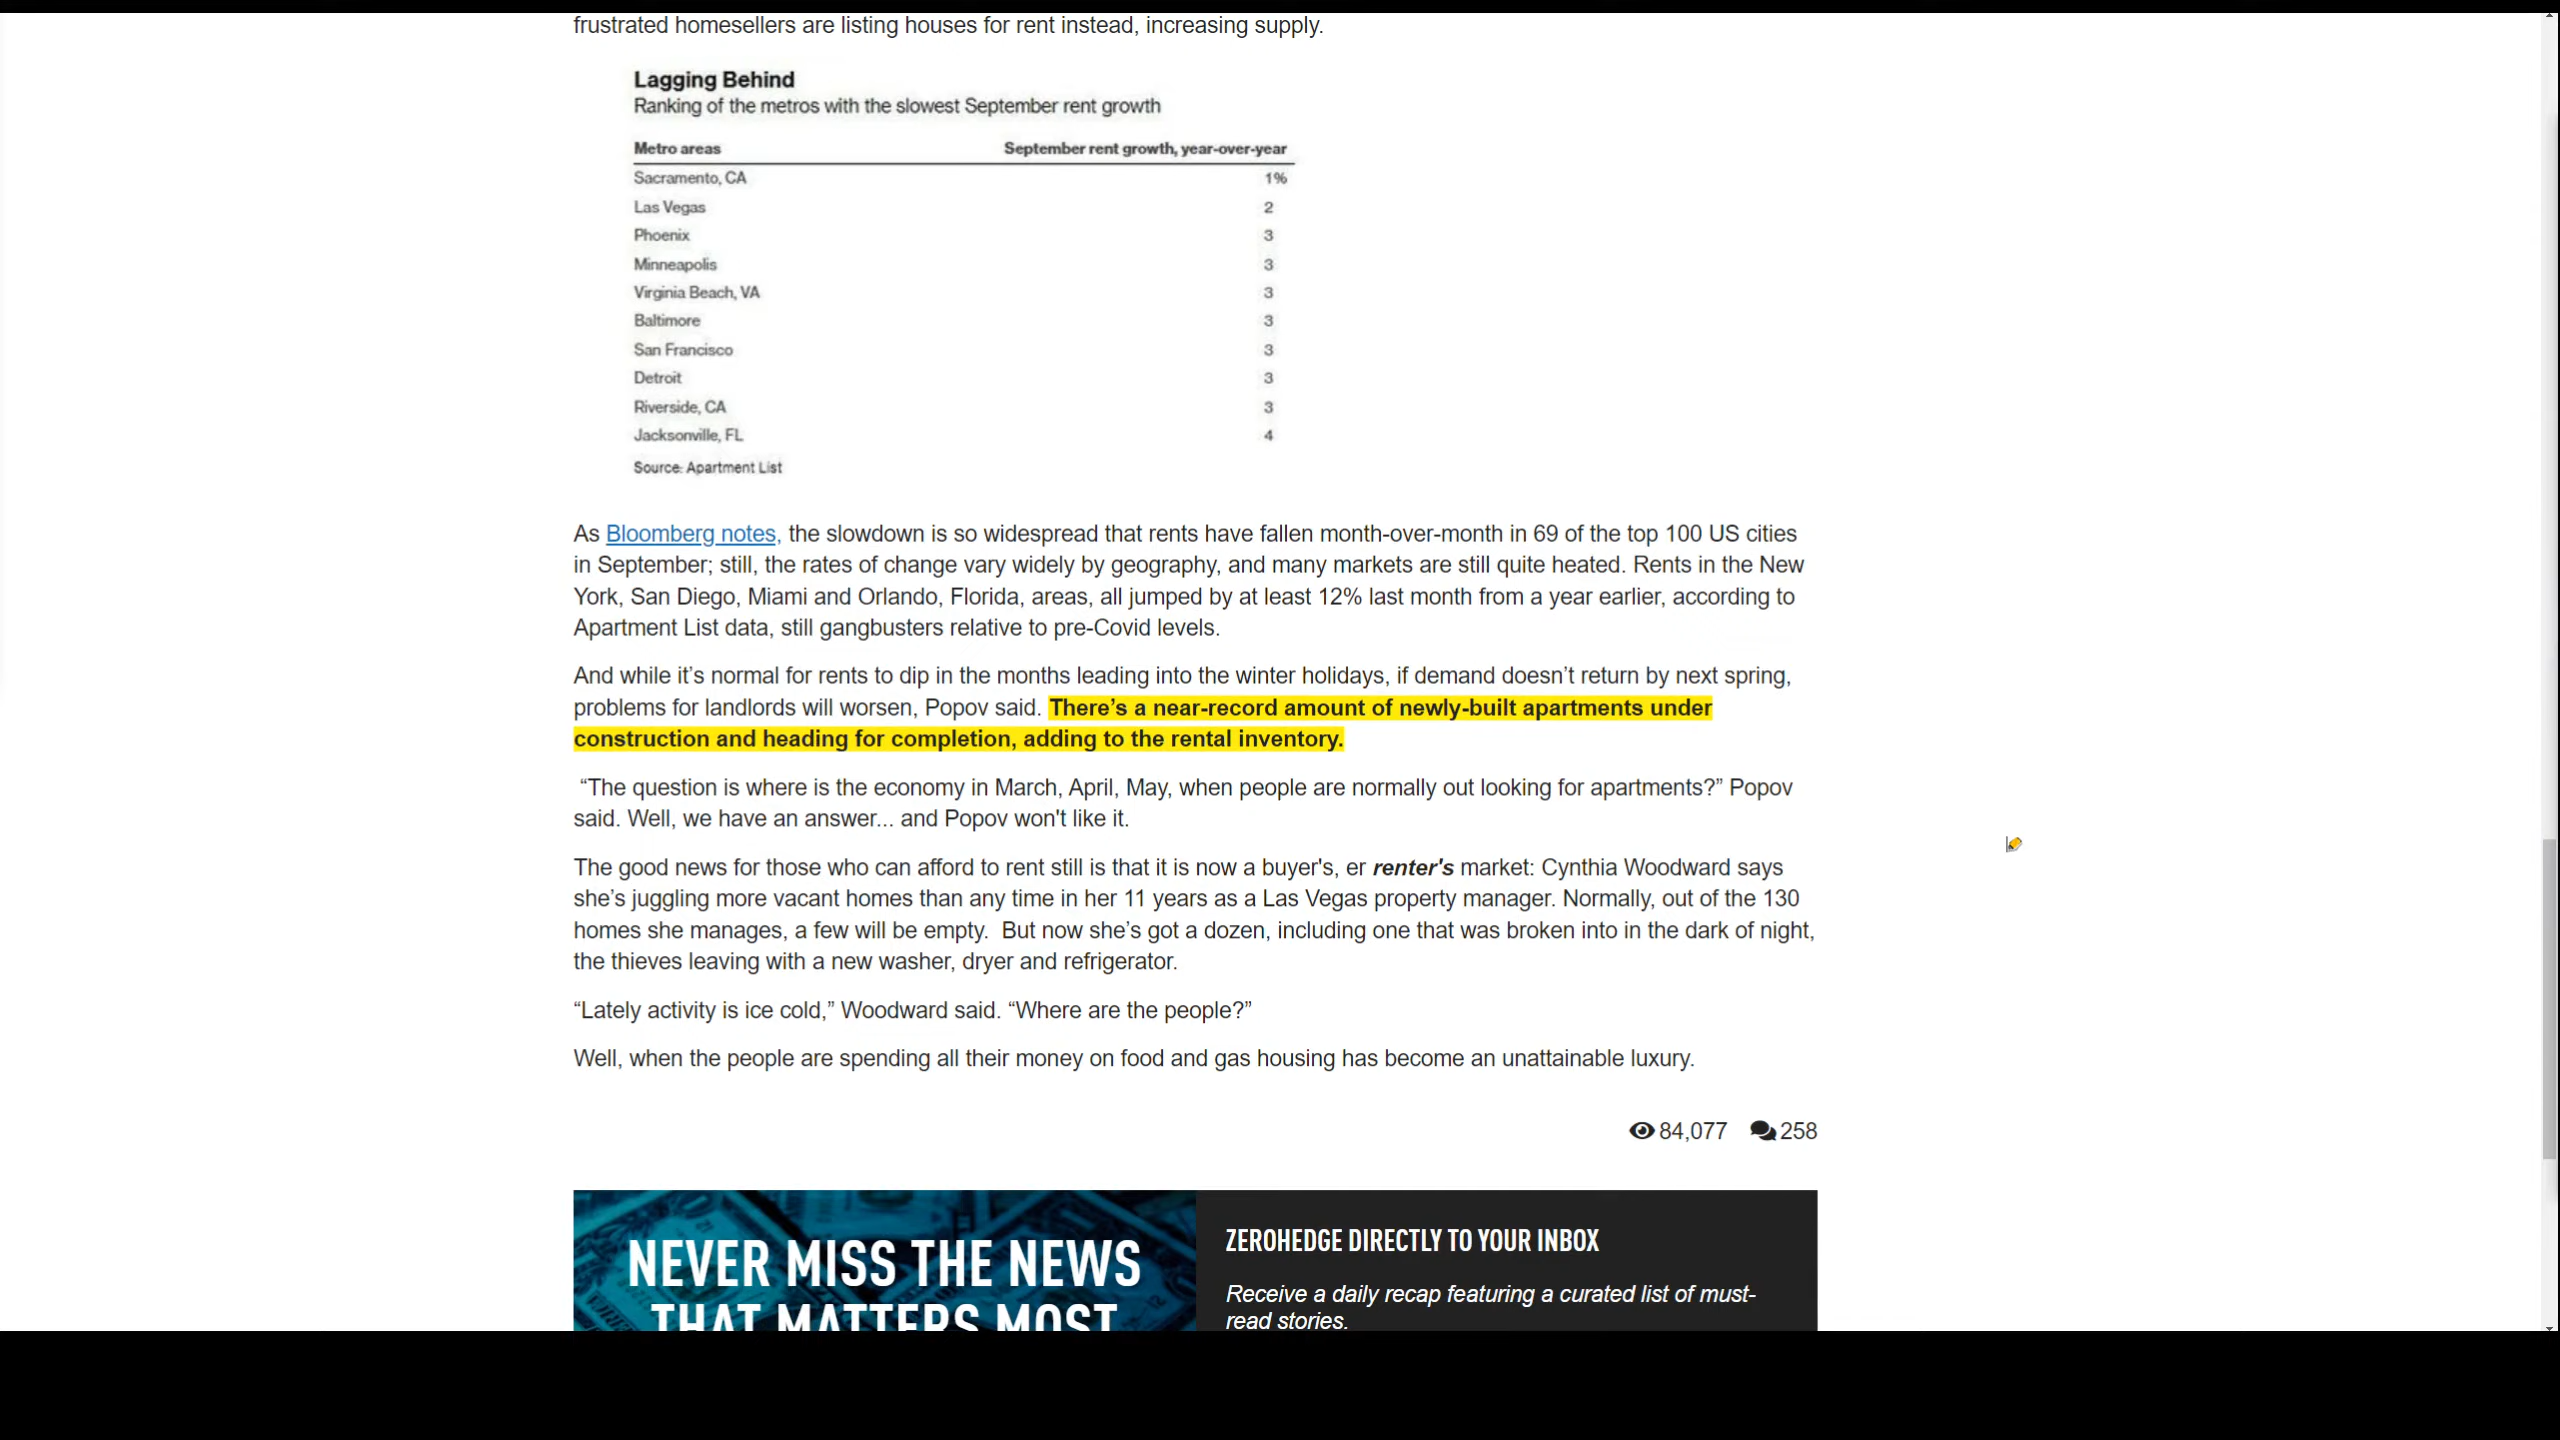 frustrated homesellers are listing houses for rent instead, increasing supply.
Lagging Behind
Ranking of the metros with the slowest September rent growth
Metro areas September rent growth, year-over-year
Sacramento, CA 1%
Las Vegas 2
Phoenix 3
Minneapolis 3
Virginia Beach, VA 3
Baltimore 3
San Francisco 3
Detroit 3
Riverside, CA 3
Jacksonville, FL 4
Source: Apartment List
As Bloomberg notes, the slowdown is so widespread that rents have fallen month-over-month in 69 of the top 100 US cities
in September; still, the rates of change vary widely by geography, and many markets are still quite heated. Rents in the New
York, San Diego, Miami and Orlando, Florida, areas, all jumped by at least 12% last month from a year earlier, according to
Apartment List data, still gangbusters relative to pre-Covid levels.
And while it’s normal for rents to dip in the months leading into the winter holidays, if demand doesn’t return by next spring,
problems for landlords will worsen, Popov said. There’s a near-record amount of newly-built apartments under
construction and heading for completion, adding to the rental inventory.
“The question is where is the economy in March, April, May, when people are normally out looking for apartments?” Popov
said. Well, we have an answer... and Popov won't like it.
The good news for those who can afford to rent still is that it is now a buyer's, er renter's market: Cynthia Woodward says
she’s juggling more vacant homes than any time in her 11 years as a Las Vegas property manager. Normally, out of the 130
homes she manages, a few will be empty. But now she’s got a dozen, including one that was broken into in the dark of night,
the thieves leaving with a new washer, dryer and refrigerator.
“Lately activity is ice cold,” Woodward said. “Where are the people?”
Well, when the people are spending all their money on food and gas housing has become an unattainable luxury.
84,077 258
NEVER MISS THE NEWS
THAT MATTERS MOST
ZEROHEDGE DIRECTLY TO YOUR INBOX
Receive a daily recap featuring a curated list of must-
read stories.